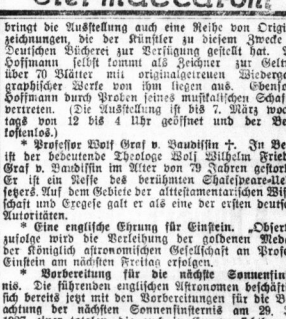 bringt die Ausstellung auch eine Reihe von Origi
zeichnungen, die der Künstler zu diesem Zwecke
Deutschen Bücherei zur Verfügung gestellt hat.
Hoffmann selbst kommt als Zeichner zur Gelt
über 70 Blätter mit originalgetreuen Wiederge
graphischer Werke von ihm liegen aus. Ebenso
Hoffmann durch Proben seines musikalischen Schaf
vertreten. (Die Ausstellung ist bis 7. März woc
tags von 12 bis 4 Uhr geöffnet und der Be
kostenlos.)
* Professor Wolf Graf v. Baudissin †. In Be
ist der bedeutende Theologe Wolf Wilhelm Fried
Graf v. Baudissin im Alter von 79 Jahren gestorb
Er ist ein Neffe des berühmten Shakespeare-Ue
setzers. Auf dem Gebiete der alttestamentarischen Wi
schaft und Exegese galt er als eine der ersten deutsc
Autoritäten.
* Eine englische Ehrung für Einstein. „Obser
zufolge wird die Verleihung der goldenen Meda
der Königlich astronomischen Gesellschaft an Profe
Einstein am nächsten Freitag erfolgen.
* Vorbereitung für die nächste Sonnenfins
nis. Die führenden englischen Astronomen beschäfti
sich bereits jetzt mit den Vorbereitungen für die B
achtung der nächsten Sonnenfinsternis am 29.